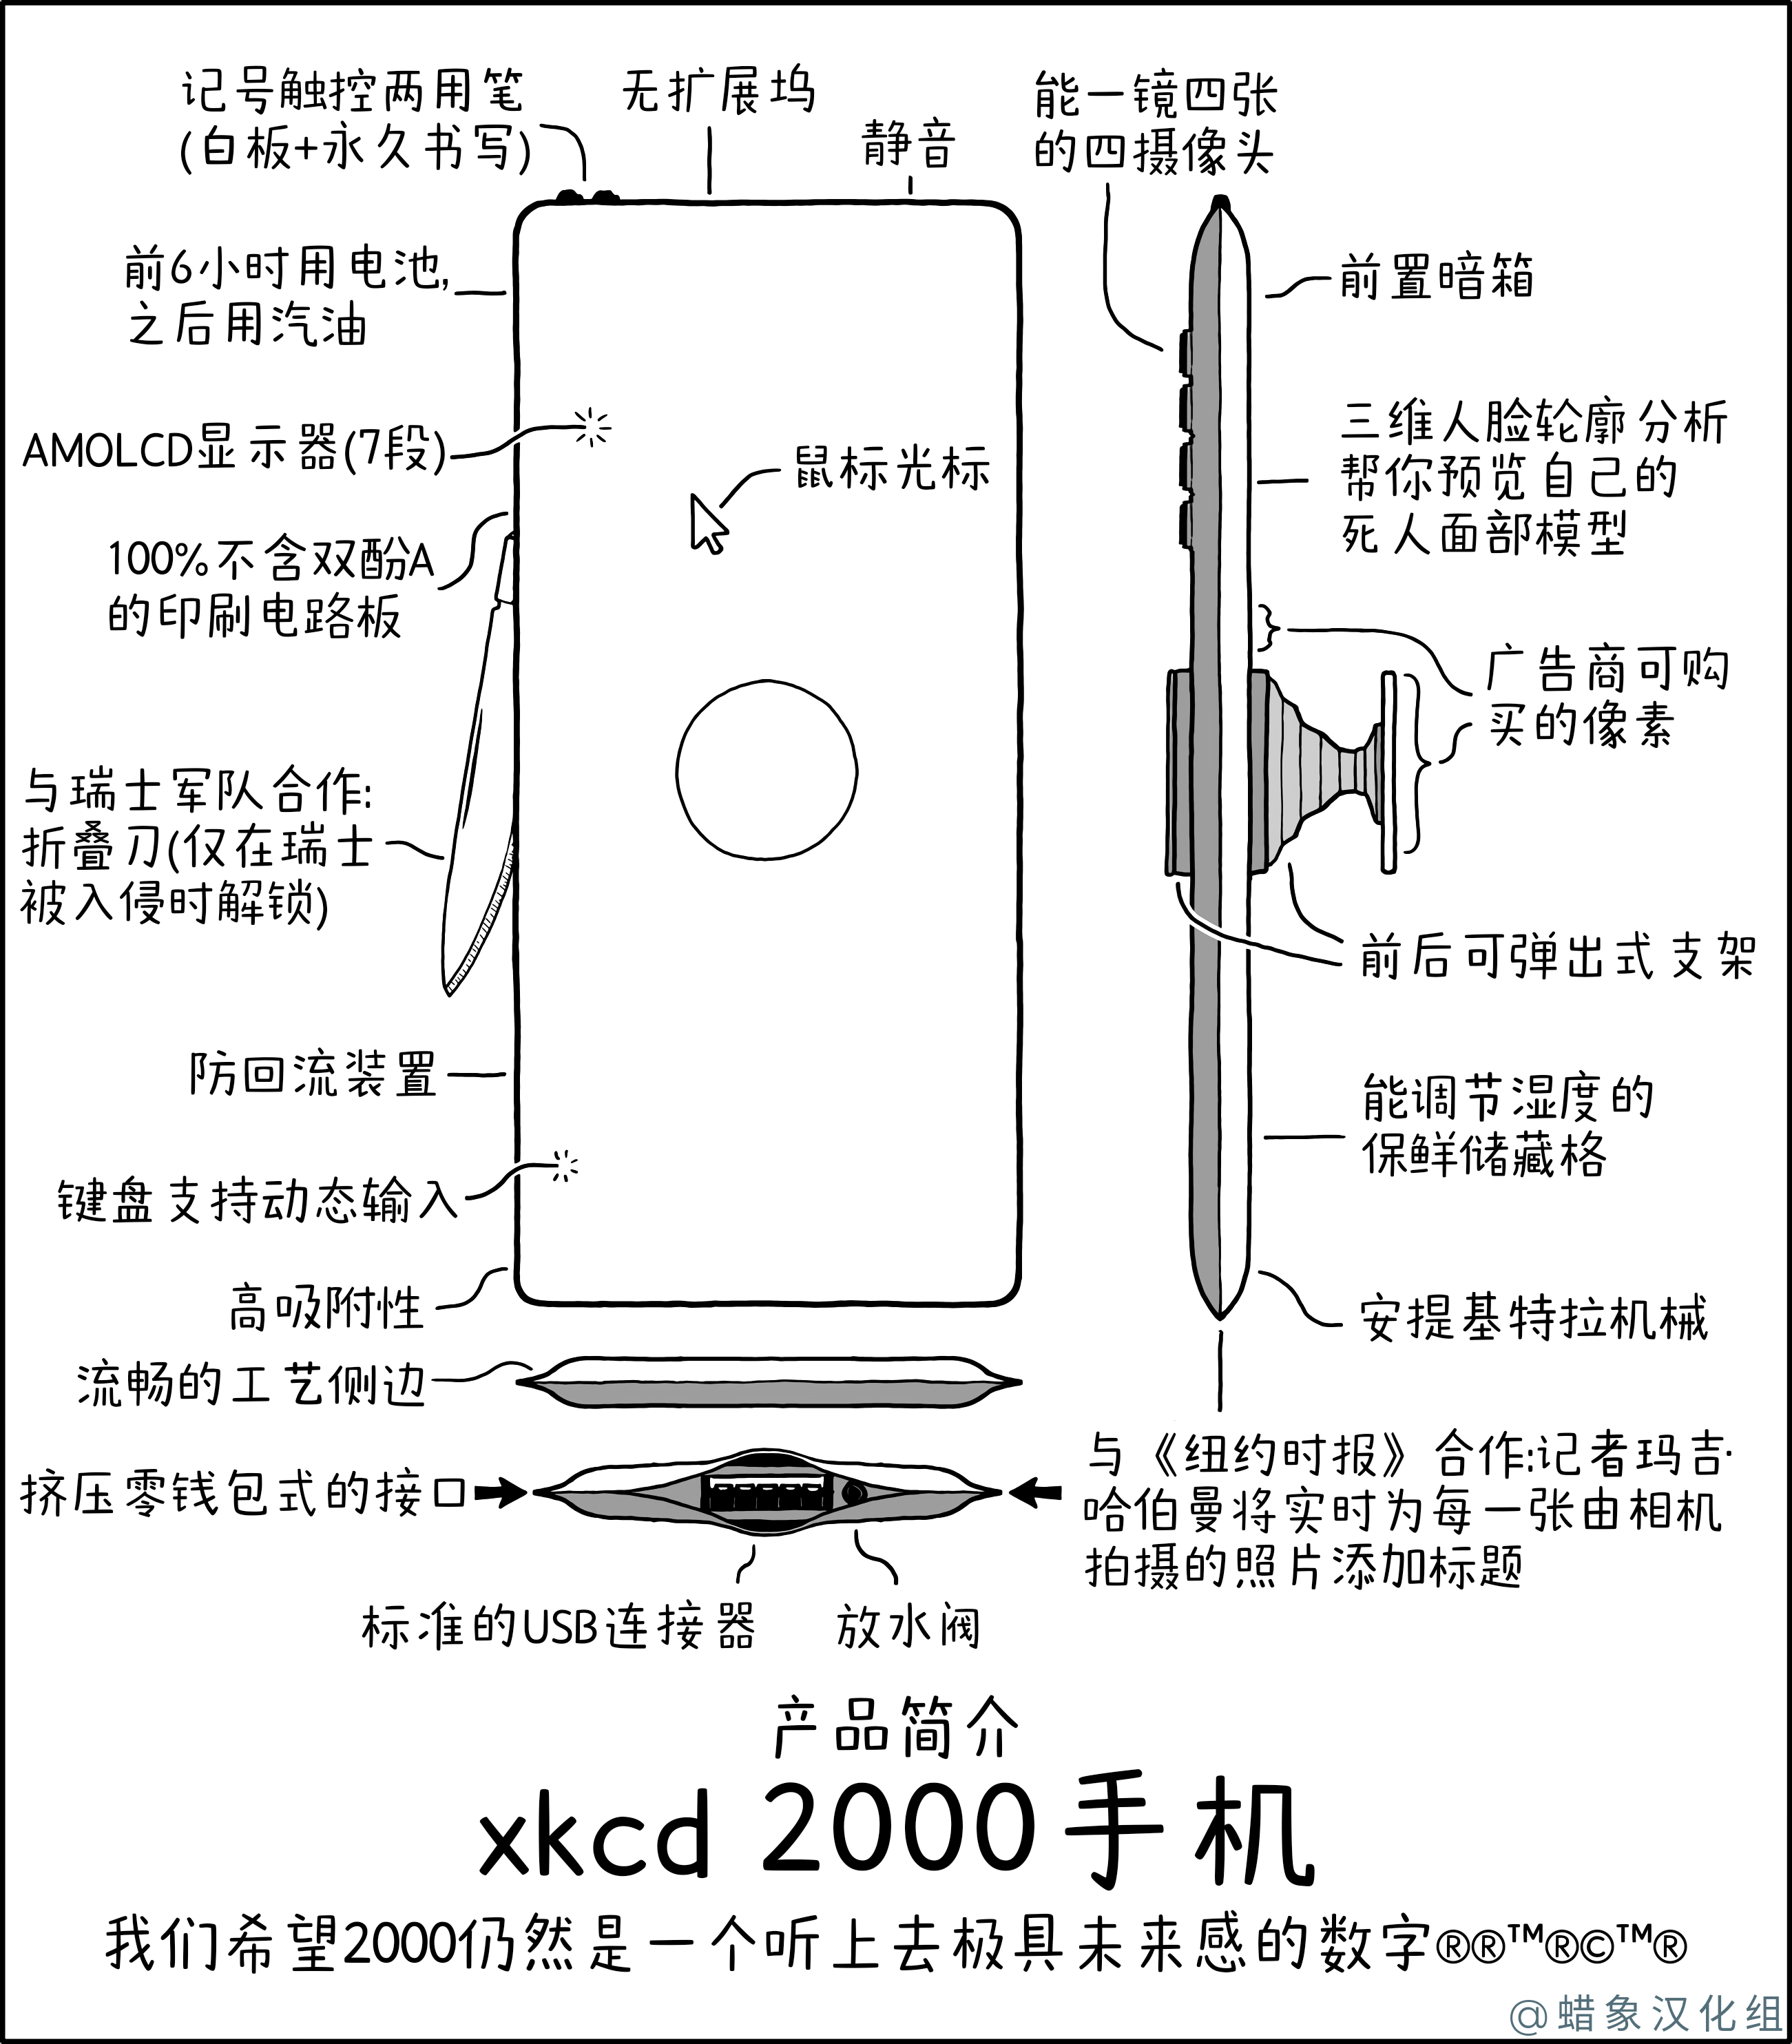 记号触控两用笔
(白板+永久书写)
无扩展坞
静音
能一镜四张
的四摄像头
前6小时用电池,
之后用汽油
前置暗箱
AMOLCD显示器(7段)
鼠标光标
三维人脸轮廓分析
帮你预览自己的
死人面部模型
100%不含双酚A
的印刷电路板
广告商可购
买的像素
与瑞士军队合作:
折叠刀(仅在瑞士
被入侵时解锁)
前后可弹出式支架
防回流装置
能调节湿度的
保鲜储藏格
键盘支持动态输入
高吸附性
安提基特拉机械
流畅的工艺侧边
挤压零钱包式的接口
与《纽约时报》合作:记者玛吉·
哈伯曼将实时为每一张由相机
拍摄的照片添加标题
标准的USB连接器
放水阀
产品简介
xkcd 2000手机
我们希望2000仍然是一个听上去极具未来感的数字®®™®©™®
@蜡象汉化组